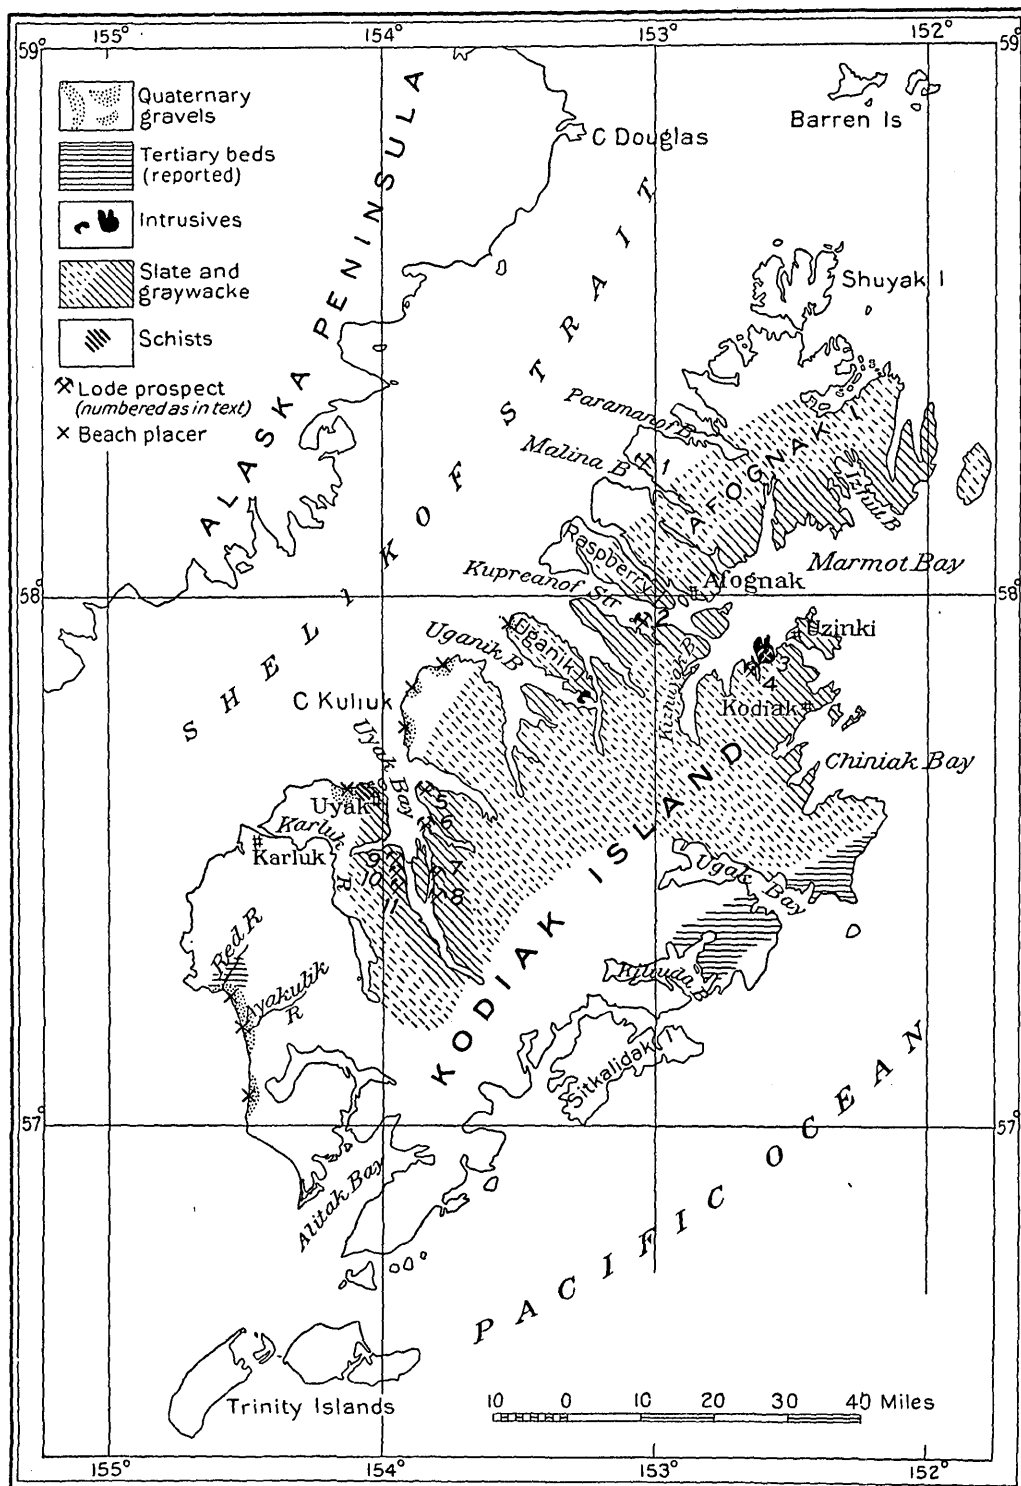 155°
154°
153°
152°
59°
59°
Quaternary
gravels
Tertiary beds
(reported)
Intrusives
Slate and
graywacke
Schists
Lode prospect
(numbered as in text)
Beach placer
ALASKA PENINSULA
C Douglas
Barren Is
SHELIKOF STRAIT
Shuyak I
Paramanof B
Malina B
1
AFOGNAK I
Izhut B
Raspberry I
Marmot Bay
Kupreanof Str
Afognak
58°
58°
2
Uganik I
Uganik B
Uzinki
3
4
Kizhuyak B
Kodiak
C Kuliuk
Uyak Bay
Chiniak Bay
Uyak
5
6
Karluk R
Karluk
9
10
11
7
8
KODIAK ISLAND
Ugak Bay
Red R
Ayakulik
R
Sitkalidak I
57°
57°
Alitak Bay
PACIFIC OCEAN
Trinity Islands
10 0 10 20 30 40 Miles
155°
154°
153°
152°